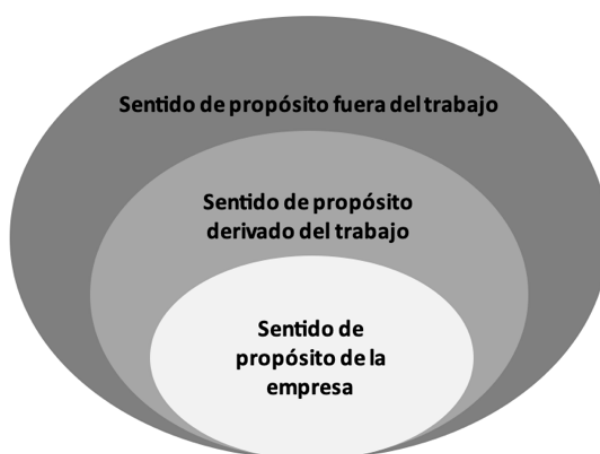 Sentido de propósito fuera del trabajo
Sentido de propósito
derivado del trabajo
Sentido de
propósito de la
empresa